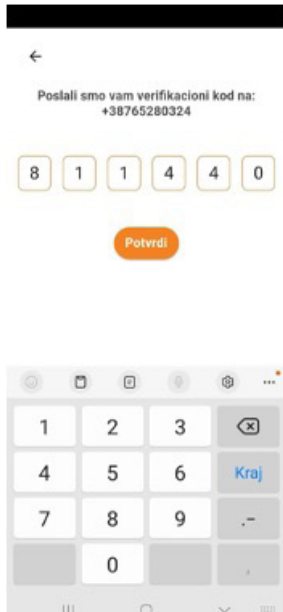 Poslali smo vam verifikacioni kod na:
+38765280324
8 1 1 4 4 0
Potvrdi
1 2 3
4 5 6 Kraj
7 8 9 .-
0 ,